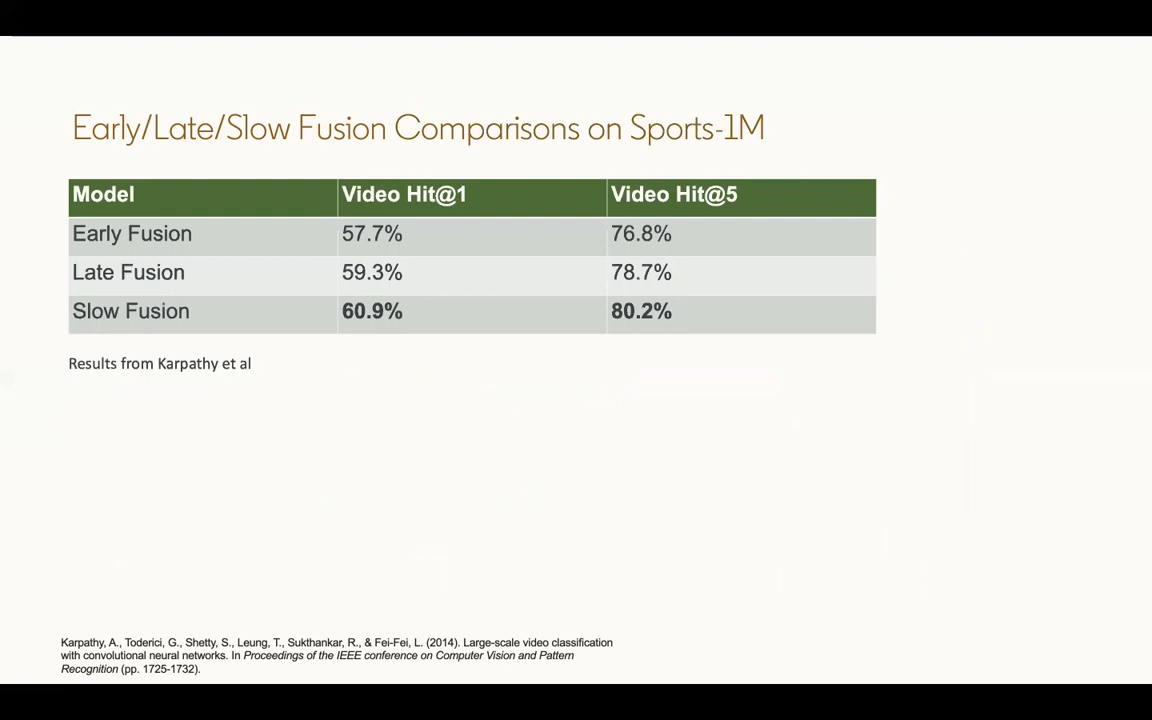 Early/Late/Slow Fusion Comparisons on Sports-1M
Model Video Hit@1 Video Hit@5
Early Fusion 57.7% 76.8%
Late Fusion 59.3% 78.7%
Slow Fusion 60.9% 80.2%
Results from Karpathy et al
Karpathy, A., Toderici, G., Shetty, S., Leung, T., Sukthankar, R., & Fei-Fei, L. (2014). Large-scale video classification
with convolutional neural networks. In Proceedings of the IEEE conference on Computer Vision and Pattern
Recognition (pp. 1725-1732).